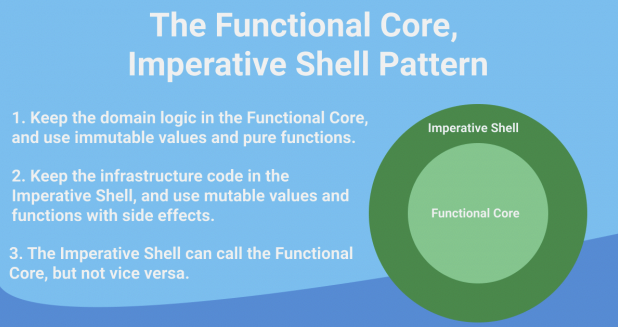 The Functional Core,
Imperative Shell Pattern
1. Keep the domain logic in the Functional Core,
and use immutable values and pure functions.
2. Keep the infrastructure code in the
Imperative Shell, and use mutable values and
functions with side effects.
3. The Imperative Shell can call the Functional
Core, but not vice versa.
Imperative Shell
Functional Core